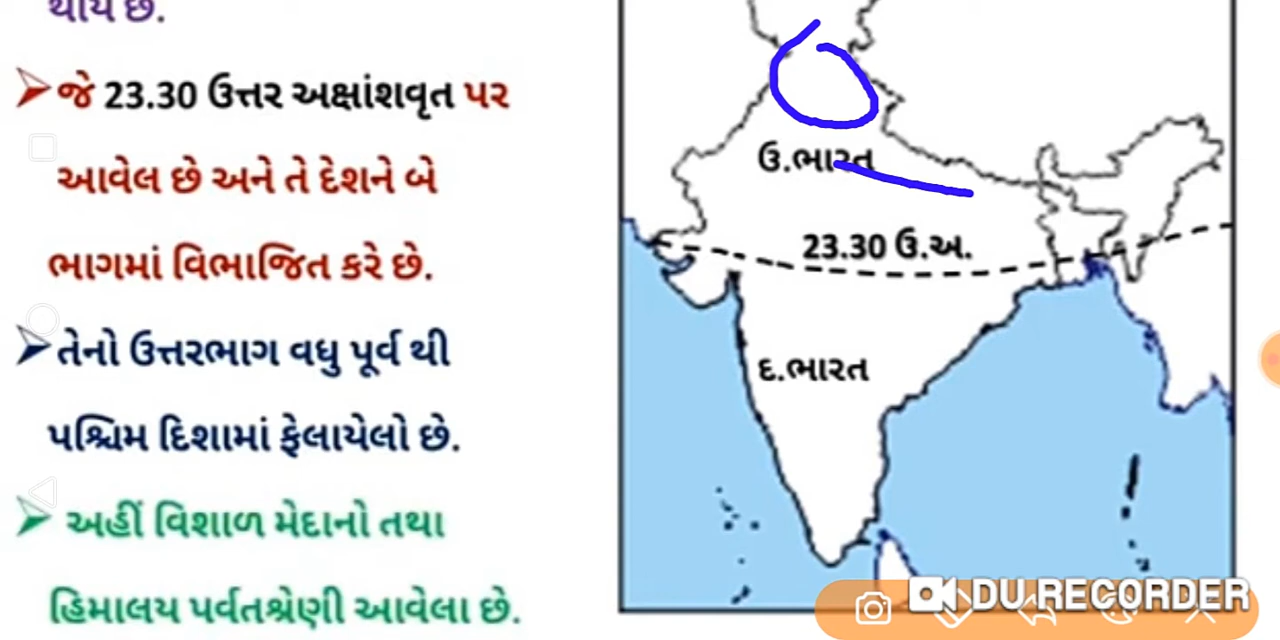 થાય છે.
જે 23.30 ઉત્તર અક્ષાંશવૃત પર
આવેલ છે અને તે દેશને બે
ભાગમાં વિભાજિત કરે છે.
તેનો ઉત્તરભાગ વધુ પૂર્વ થી
પશ્ચિમ દિશામાં ફેલાયેલો છે.
અહીં વિશાળ મેદાનો તથા
હિમાલય પર્વતશ્રેણી આવેલા છે.
ઉ.ભારત
23.30 ઉ.અ.
દ.ભારત
DU RECORDER